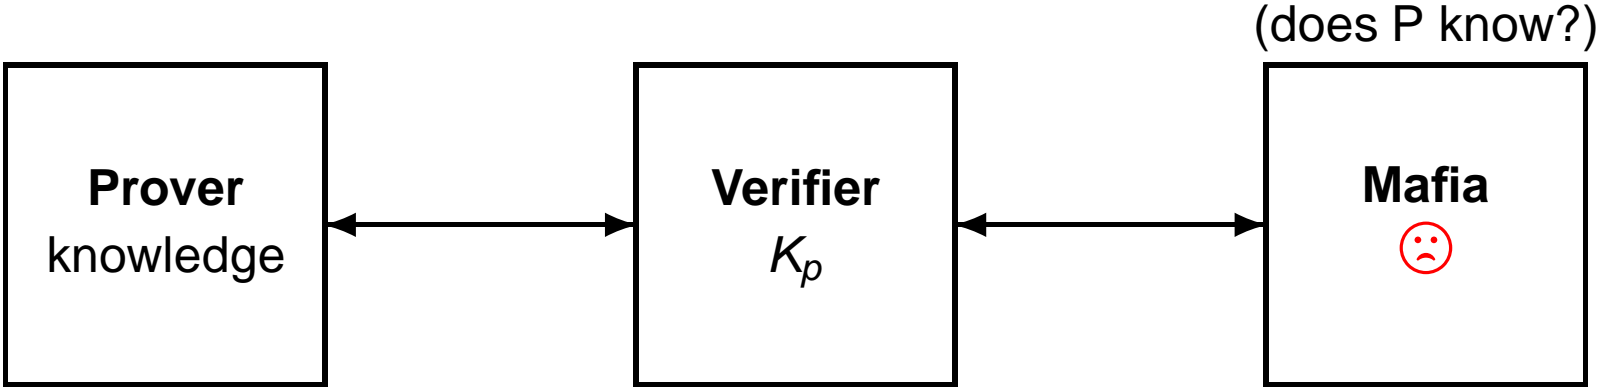 (does P know?)
Prover
knowledge
Verifier
Kp
Mafia